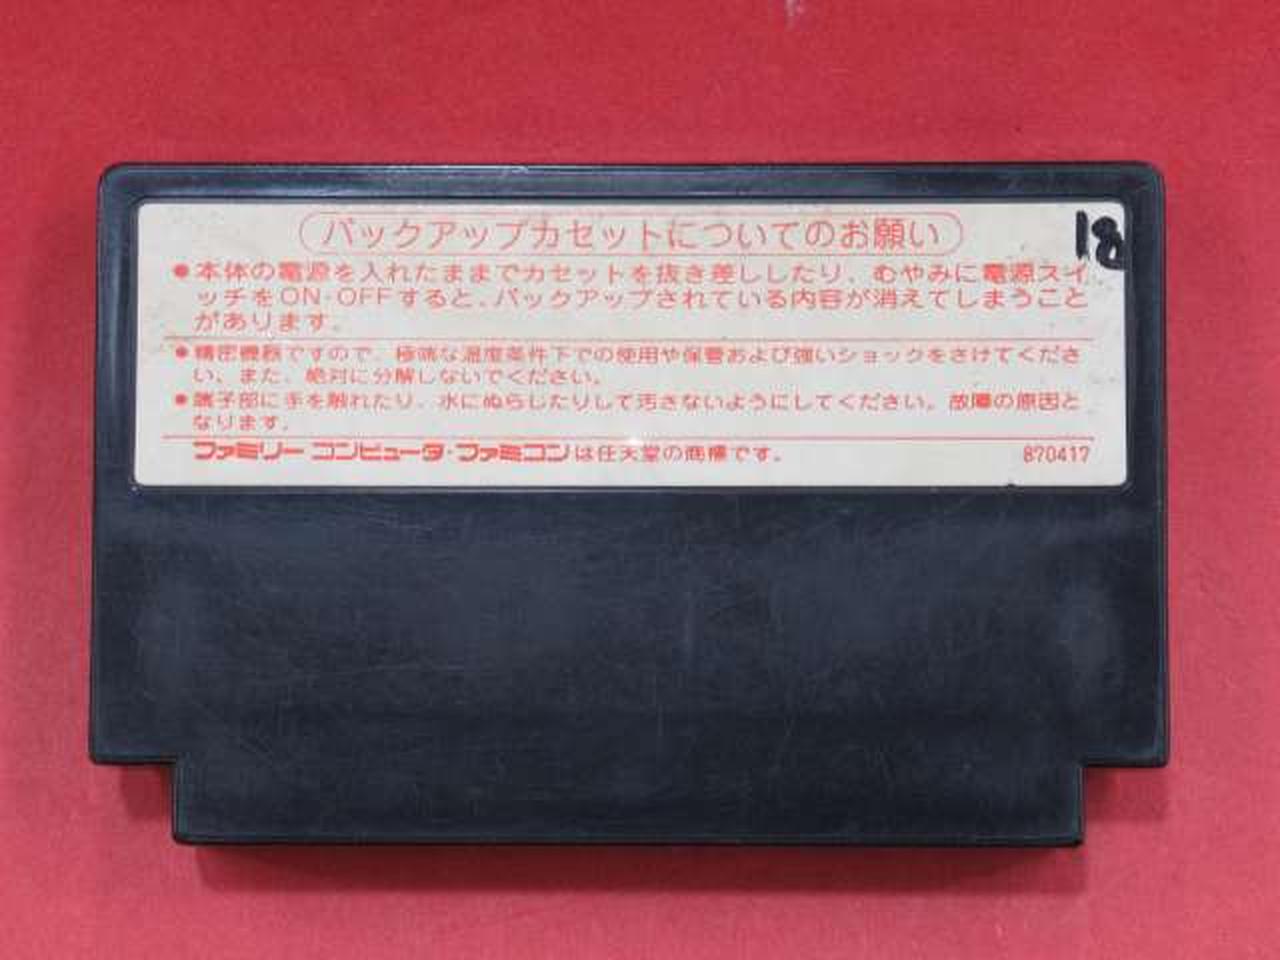 バックアップカセットについてのお願い
18
●本体の電源を入れたままでカセットを抜き差ししたり、むやみに電源スイ
ッチをON・OFFすると、バックアップされている内容が消えてしまうこと
があります。
●精密機器ですので、極端な温度条件下での使用や保管および強いショックをさけてくださ
い。また、絶対に分解しないでください。
●端子部に手を触れたり、水にぬらしたりして汚さないようにしてください。故障の原因と
なります。
ファミリーコンピュータ・ファミコンは任天堂の商標です。 870417